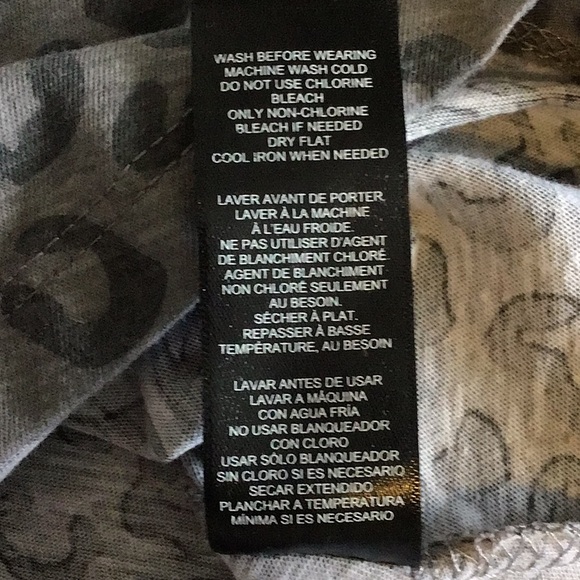 WASH BEFORE WEARING
MACHINE WASH COLD
DO NOT USE CHLORINE
BLEACH
ONLY NON-CHLORINE
BLEACH IF NEEDED
DRY FLAT
COOL IRON WHEN NEEDED
LAVER AVANT DE PORTER,
LAVER À LA MACHINE
À L'EAU FROIDE.
NE PAS UTILISER D'AGENT
DE BLANCHIMENT CHLORÉ.
AGENT DE BLANCHIMENT
NON CHLORÉ SEULEMENT
AU BESOIN.
SÉCHER À PLAT.
REPASSER À BASSE
TEMPÉRATURE, AU BESOIN
LAVAR ANTES DE USAR
LAVAR A MÁQUINA
CON AGUA FRÍA
NO USAR BLANQUEADOR
CON CLORO
USAR SÓLO BLANQUEADOR
SIN CLORO SI ES NECESARIO
SECAR EXTENDIDO
PLANCHAR A TEMPERATURA
MÍNIMA SI ES NECESARIO